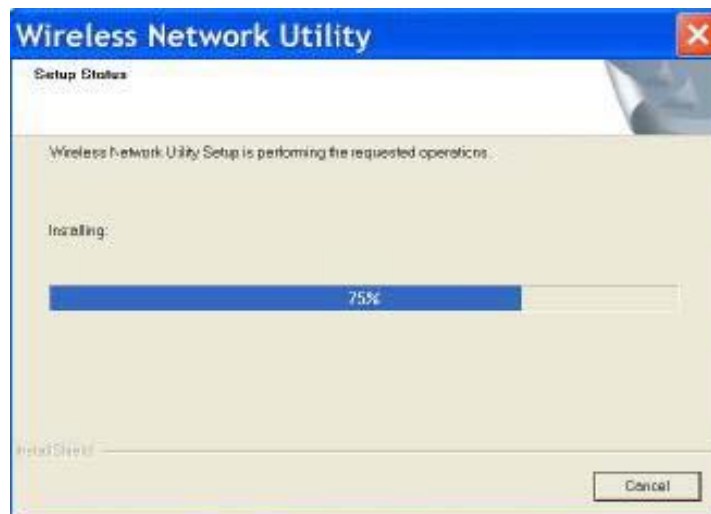 Wireless Network Utility
Setup Status
Wireless Network Utility Setup is performing the requested operations.
Installing:
75%
InstallShield
Cancel